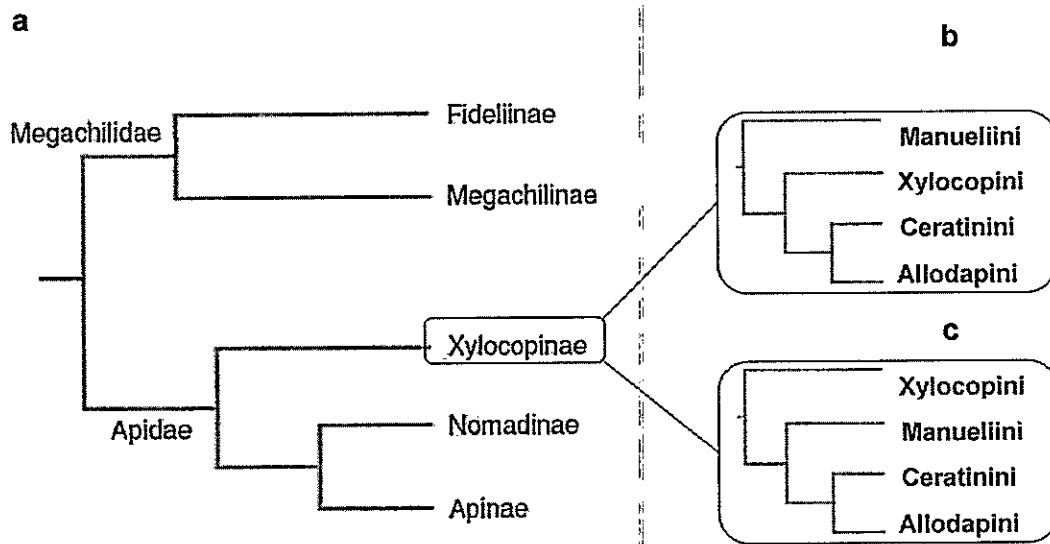 a
Megachilidae
Fideliinae
Megachilinae
Apidae
Xylocopinae
Nomadinae
Apinae
b
Manueliini
Xylocopini
Ceratinini
Allodapini
c
Xylocopini
Manueliini
Ceratinini
Allodapini